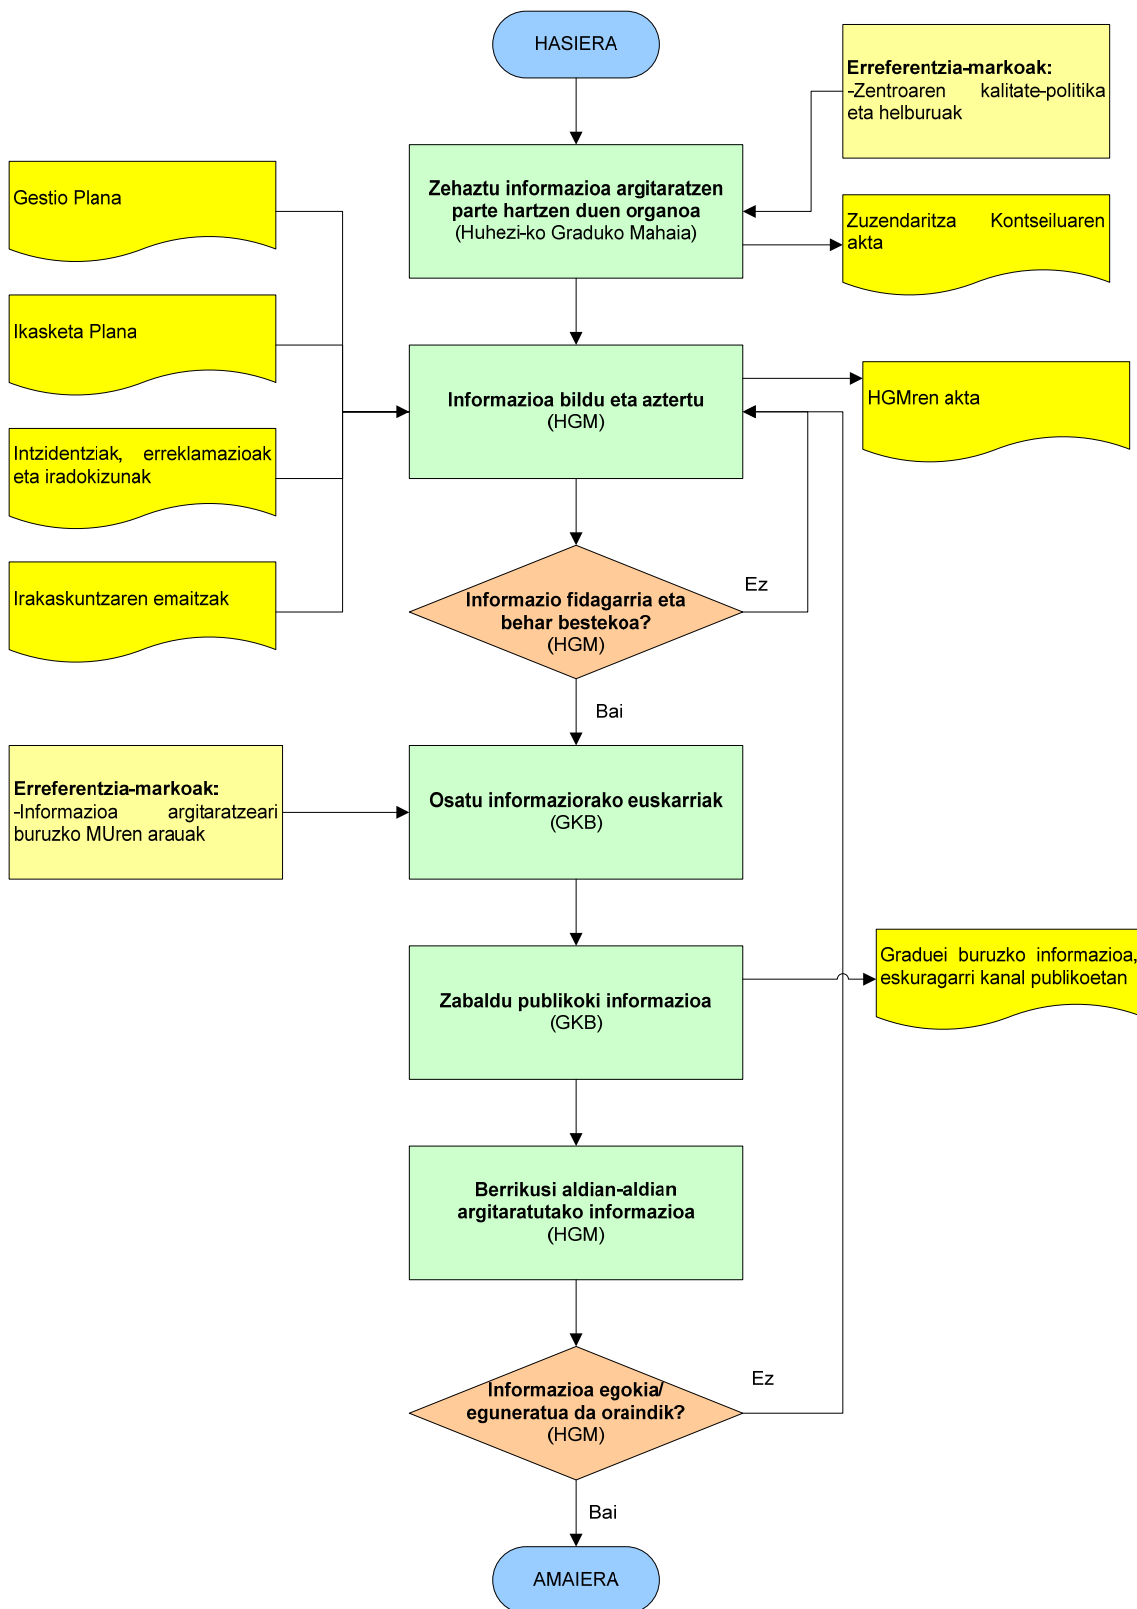 HASIERA
Erreferentzia-markoak:
-Zentroaren kalitate-politika
eta helburuak
Zehaztu informazioa argitaratzen
parte hartzen duen organoa
(Huhezi-ko Graduko Mahaia)
Zuzendaritza Kontseiluaren
akta
Gestio Plana
Ikasketa Plana
Intzidentziak, erreklamazioak
eta iradokizunak
Irakaskuntzaren emaitzak
Informazioa bildu eta aztertu
(HGM)
HGMren akta
Informazio fidagarria eta
behar bestekoa?
(HGM)
Ez
Bai
Erreferentzia-markoak:
-Informazioa argitaratzeari
buruzko MUren arauak
Osatu informaziorako euskarriak
(GKB)
Zabaldu publikoki informazioa
(GKB)
Graduei buruzko informazioa,
eskuragarri kanal publikoetan
Berrikusi aldian-aldian
argitaratutako informazioa
(HGM)
Informazioa egokia/
eguneratua da oraindik?
(HGM)
Ez
Bai
AMAIERA